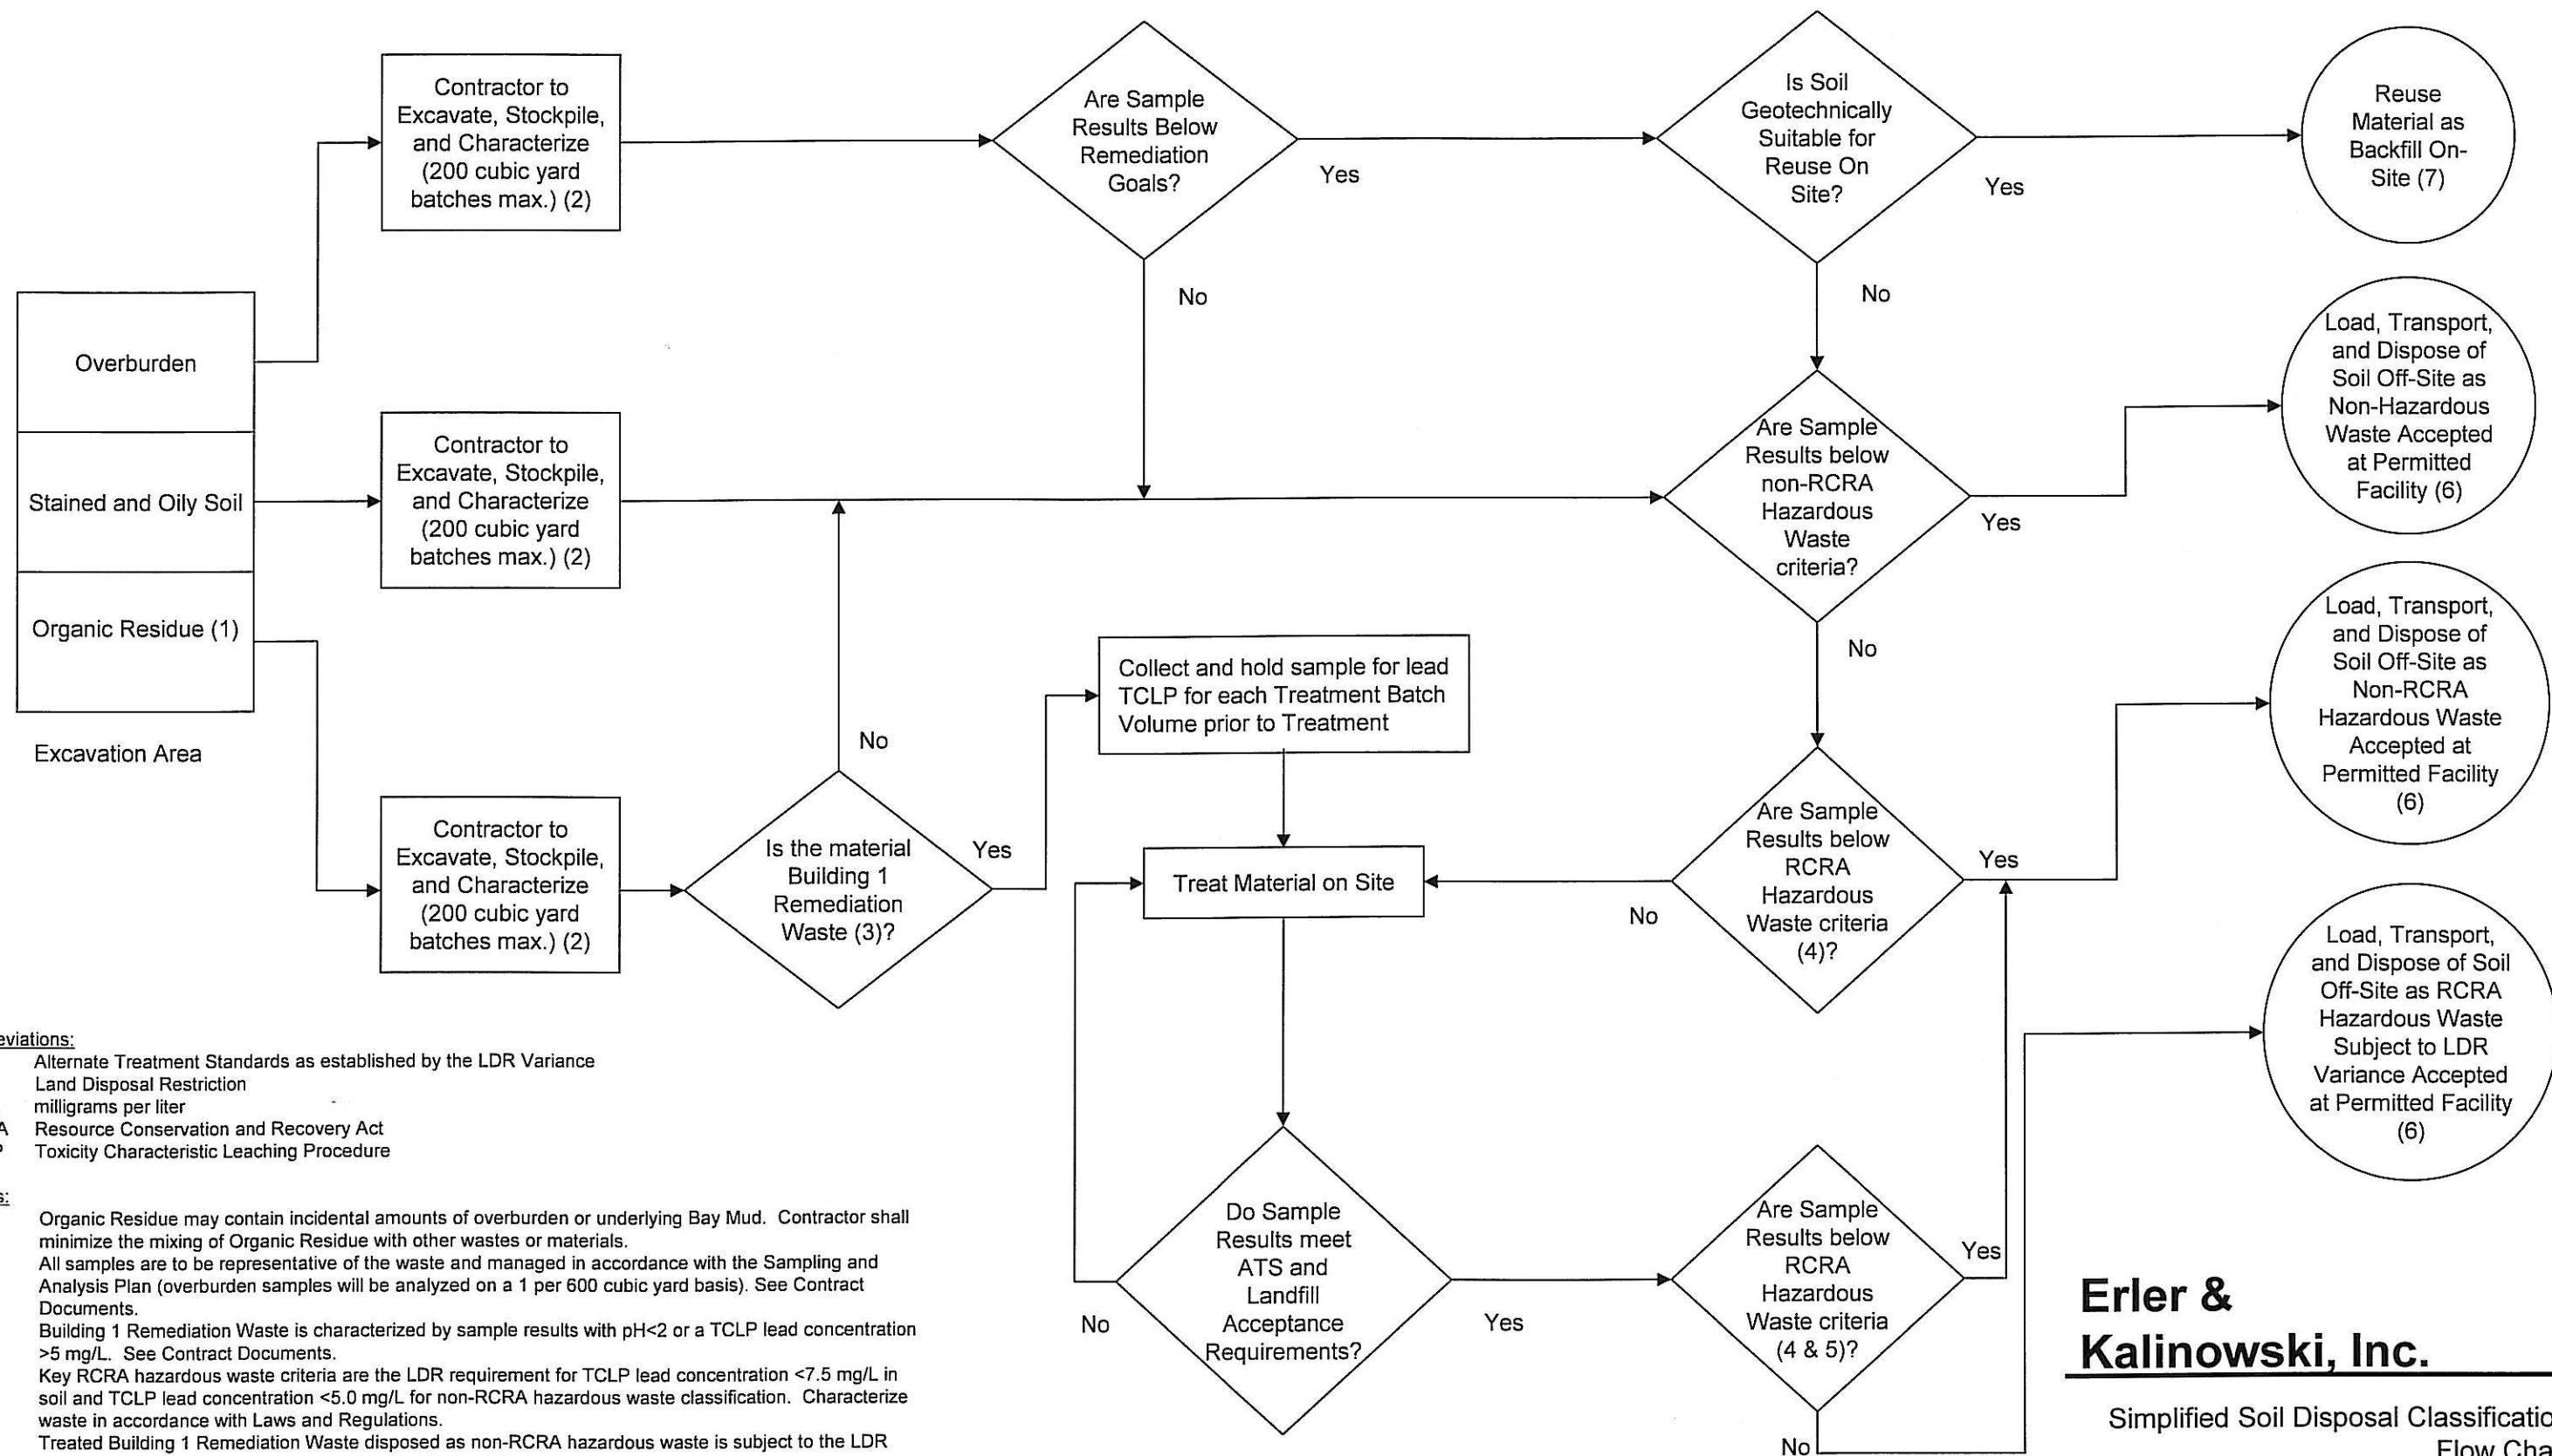 Contractor to
Excavate, Stockpile,
and Characterize
(200 cubic yard
batches max.) (2)
Are Sample
Results Below
Remediation
Goals?
Yes
No
Is Soil
Geotechnically
Suitable for
Reuse On
Site?
Yes
No
Reuse
Material as
Backfill On-
Site (7)
Overburden
Stained and Oily Soil
Organic Residue (1)
Excavation Area
Contractor to
Excavate, Stockpile,
and Characterize
(200 cubic yard
batches max.) (2)
Are Sample
Results below
non-RCRA
Hazardous
Waste
criteria?
Yes
No
Load, Transport,
and Dispose of
Soil Off-Site as
Non-Hazardous
Waste Accepted
at Permitted
Facility (6)
Contractor to
Excavate, Stockpile,
and Characterize
(200 cubic yard
batches max.) (2)
Is the material
Building 1
Remediation
Waste (3)?
No
Yes
Collect and hold sample for lead
TCLP for each Treatment Batch
Volume prior to Treatment
Treat Material on Site
Are Sample
Results below
RCRA
Hazardous
Waste criteria
(4)?
No
Yes
Load, Transport,
and Dispose of
Soil Off-Site as
Non-RCRA
Hazardous Waste
Accepted at
Permitted Facility
(6)
Do Sample
Results meet
ATS and
Landfill
Acceptance
Requirements?
No
Yes
Are Sample
Results below
RCRA
Hazardous
Waste criteria
(4 & 5)?
Yes
No
Load, Transport,
and Dispose of Soil
Off-Site as RCRA
Hazardous Waste
Subject to LDR
Variance Accepted
at Permitted Facility
(6)
eviations:
Alternate Treatment Standards as established by the LDR Variance
Land Disposal Restriction
milligrams per liter
A Resource Conservation and Recovery Act
P Toxicity Characteristic Leaching Procedure
s:
Organic Residue may contain incidental amounts of overburden or underlying Bay Mud. Contractor shall
minimize the mixing of Organic Residue with other wastes or materials.
All samples are to be representative of the waste and managed in accordance with the Sampling and
Analysis Plan (overburden samples will be analyzed on a 1 per 600 cubic yard basis). See Contract
Documents.
Building 1 Remediation Waste is characterized by sample results with pH<2 or a TCLP lead concentration
>5 mg/L. See Contract Documents.
Key RCRA hazardous waste criteria are the LDR requirement for TCLP lead concentration <7.5 mg/L in
soil and TCLP lead concentration <5.0 mg/L for non-RCRA hazardous waste classification. Characterize
waste in accordance with Laws and Regulations.
Treated Building 1 Remediation Waste disposed as non-RCRA hazardous waste is subject to the LDR
Erler &
Kalinowski, Inc.
Simplified Soil Disposal Classificatio
Flow Cha